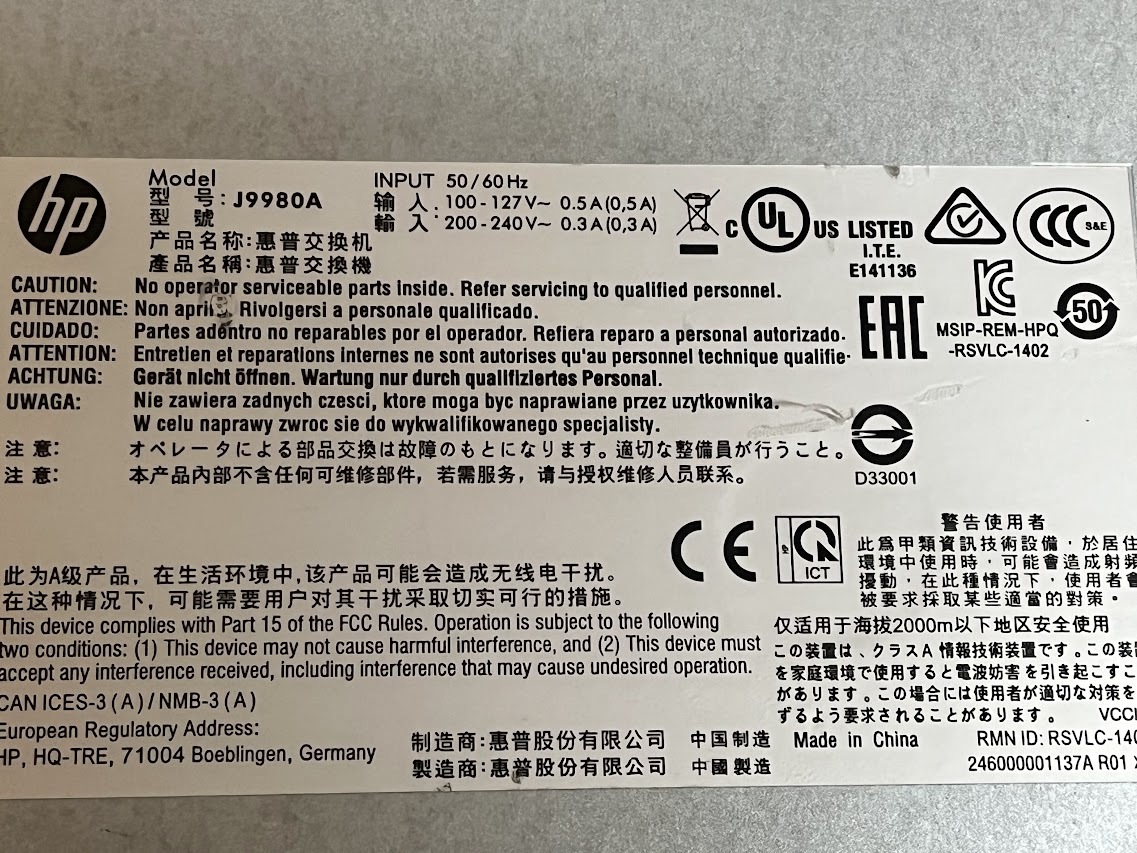 hp
Model
型 号: J9980A
型 號
产品名称:惠普交换机
產品名稱:惠普交換機
INPUT 50/60Hz
输 入 : 100-127V~ 0.5A(0,5A)
輸 入 : 200-240V~ 0.3A(0,3A)
C UL US LISTED
I.T.E.
E141136
CCC S&E
EAC
MSIP-REM-HPQ
-RSVLC-1402
50
CAUTION: No operator serviceable parts inside. Refer servicing to qualified personnel.
ATTENZIONE: Non Rivolgersi a personale qualificato.
CUIDADO: Partes adentro no reparables por el operador. Refiera reparo a personal autorizado.
ATTENTION: Entretien et reparations internes ne sont autorises qu'au personnel technique qualifie.
ACHTUNG: Gerät nicht öffnen. Wartung nur durch qualifiziertes Personal.
UWAGA: Nie zawiera zadnych czesci, ktore moga byc naprawiane przez uzytkownika.
W celu naprawy zwroc sie do wykwalifikowanego specjalisty.
注 意: オペレータによる部品交換は故障のもとになります。適切な整備員が行うこと。
注 意: 本产品内部不含任何可维修部件，若需服务，请与授权维修人员联系。
D33001
CE
ICT
此为A级产品，在生活环境中,该产品可能会造成无线电干扰。
在这种情况下，可能需要用户对其干扰采取切实可行的措施。
This device complies with Part 15 of the FCC Rules. Operation is subject to the following
two conditions: (1) This device may not cause harmful interference, and (2) This device must
accept any interference received, including interference that may cause undesired operation.
CAN ICES-3 (A) / NMB-3 (A)
European Regulatory Address:
HP, HQ-TRE, 71004 Boeblingen, Germany
警告使用者
此爲甲類資訊技術設備，於居住
環境中使用時，可能會造成射頻
擾動，在此種情況下，使用者會
被要求採取某些適當的對策。
仅适用于海拔2000m以下地区安全使用
この装置は、クラスA 情報技術装置です。この装置
を家庭環境で使用すると電波妨害を引き起こすこ
があります。この場合には使用者が適切な対策を
ずるよう要求されることがあります。 VCCI
制造商:惠普股份有限公司 中国制造 Made in China RMN ID: RSVLC-140
製造商:惠普股份有限公司 中國製造 246000001137A R01